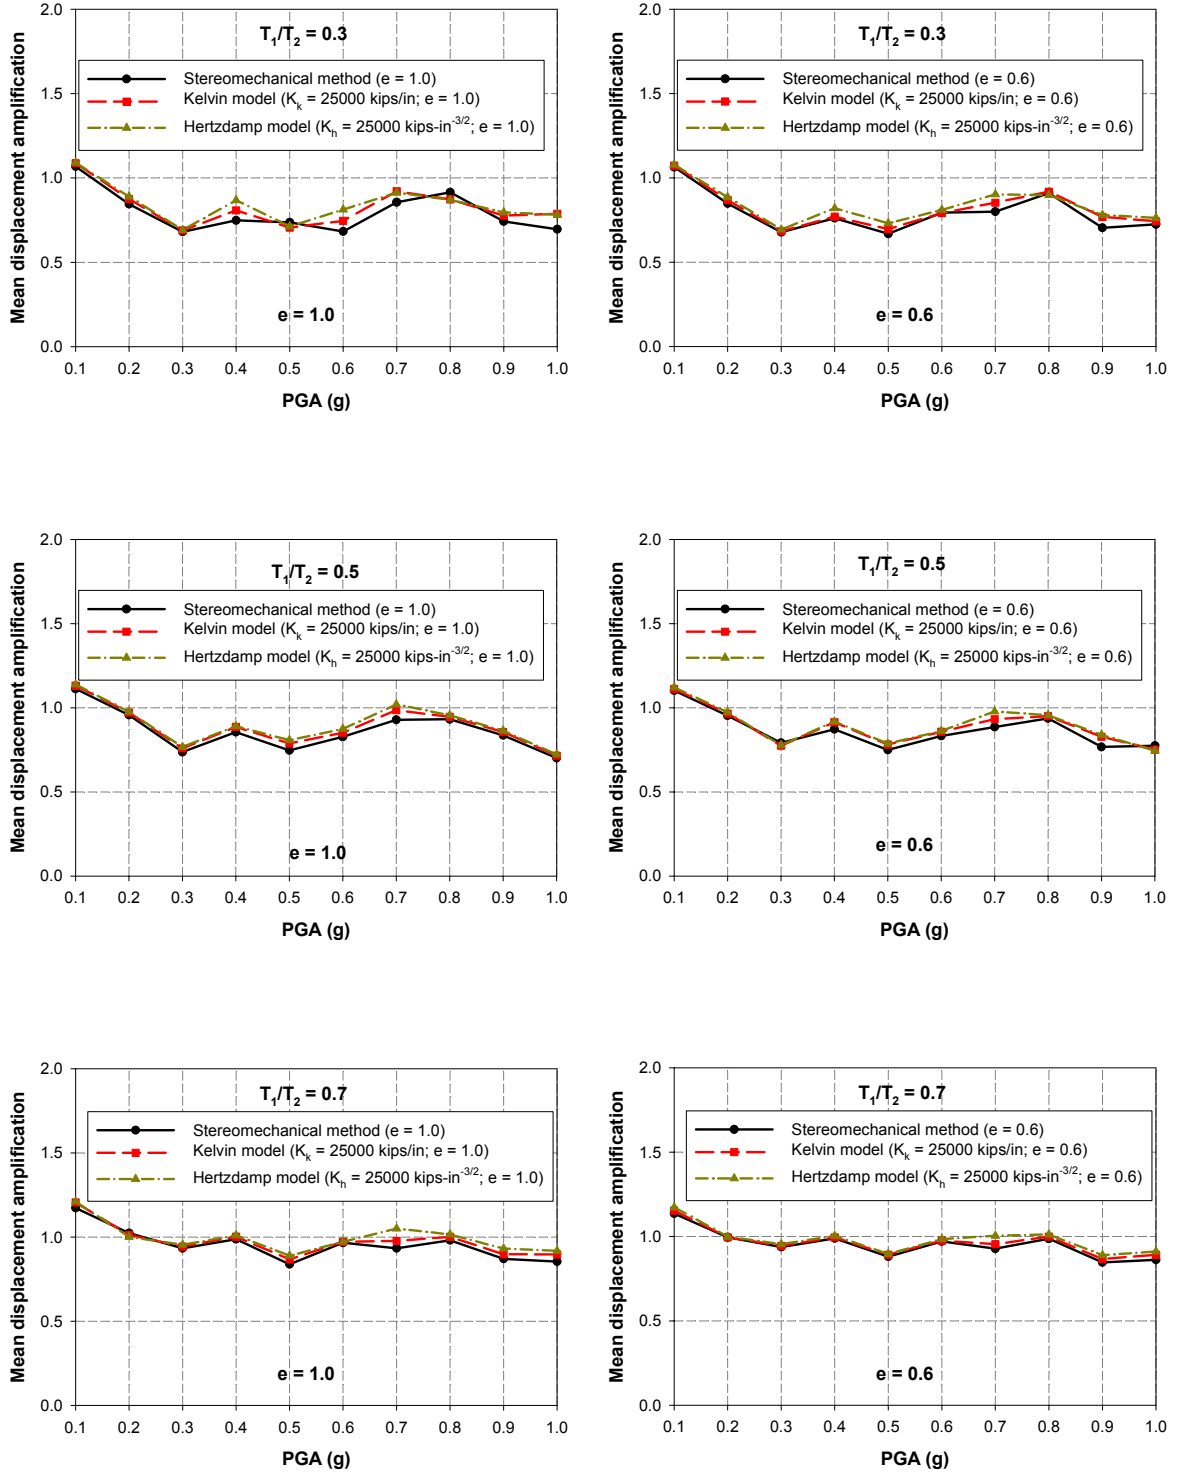 Mean displacement amplification
2.0
1.5
1.0
0.5
0.0
T1/T2 = 0.3
Stereomechanical method (e = 1.0)
Kelvin model (Kk = 25000 kips/in; e = 1.0)
Hertzdamp model (Kh = 25000 kips-in-3/2; e = 1.0)
e = 1.0
0.1 0.2 0.3 0.4 0.5 0.6 0.7 0.8 0.9 1.0
PGA (g)
Mean displacement amplification
2.0
1.5
1.0
0.5
0.0
T1/T2 = 0.3
Stereomechanical method (e = 0.6)
Kelvin model (Kk = 25000 kips/in; e = 0.6)
Hertzdamp model (Kh = 25000 kips-in-3/2; e = 0.6)
e = 0.6
0.1 0.2 0.3 0.4 0.5 0.6 0.7 0.8 0.9 1.0
PGA (g)
Mean displacement amplification
2.0
1.5
1.0
0.5
0.0
T1/T2 = 0.5
Stereomechanical method (e = 1.0)
Kelvin model (Kk = 25000 kips/in; e = 1.0)
Hertzdamp model (Kh = 25000 kips-in-3/2; e = 1.0)
e = 1.0
0.1 0.2 0.3 0.4 0.5 0.6 0.7 0.8 0.9 1.0
PGA (g)
Mean displacement amplification
2.0
1.5
1.0
0.5
0.0
T1/T2 = 0.5
Stereomechanical method (e = 0.6)
Kelvin model (Kk = 25000 kips/in; e = 0.6)
Hertzdamp model (Kh = 25000 kips-in-3/2; e = 0.6)
e = 0.6
0.1 0.2 0.3 0.4 0.5 0.6 0.7 0.8 0.9 1.0
PGA (g)
Mean displacement amplification
2.0
1.5
1.0
0.5
0.0
T1/T2 = 0.7
Stereomechanical method (e = 1.0)
Kelvin model (Kk = 25000 kips/in; e = 1.0)
Hertzdamp model (Kh = 25000 kips-in-3/2; e = 1.0)
e = 1.0
0.1 0.2 0.3 0.4 0.5 0.6 0.7 0.8 0.9 1.0
PGA (g)
Mean displacement amplification
2.0
1.5
1.0
0.5
0.0
T1/T2 = 0.7
Stereomechanical method (e = 0.6)
Kelvin model (Kk = 25000 kips/in; e = 0.6)
Hertzdamp model (Kh = 25000 kips-in-3/2; e = 0.6)
e = 0.6
0.1 0.2 0.3 0.4 0.5 0.6 0.7 0.8 0.9 1.0
PGA (g)